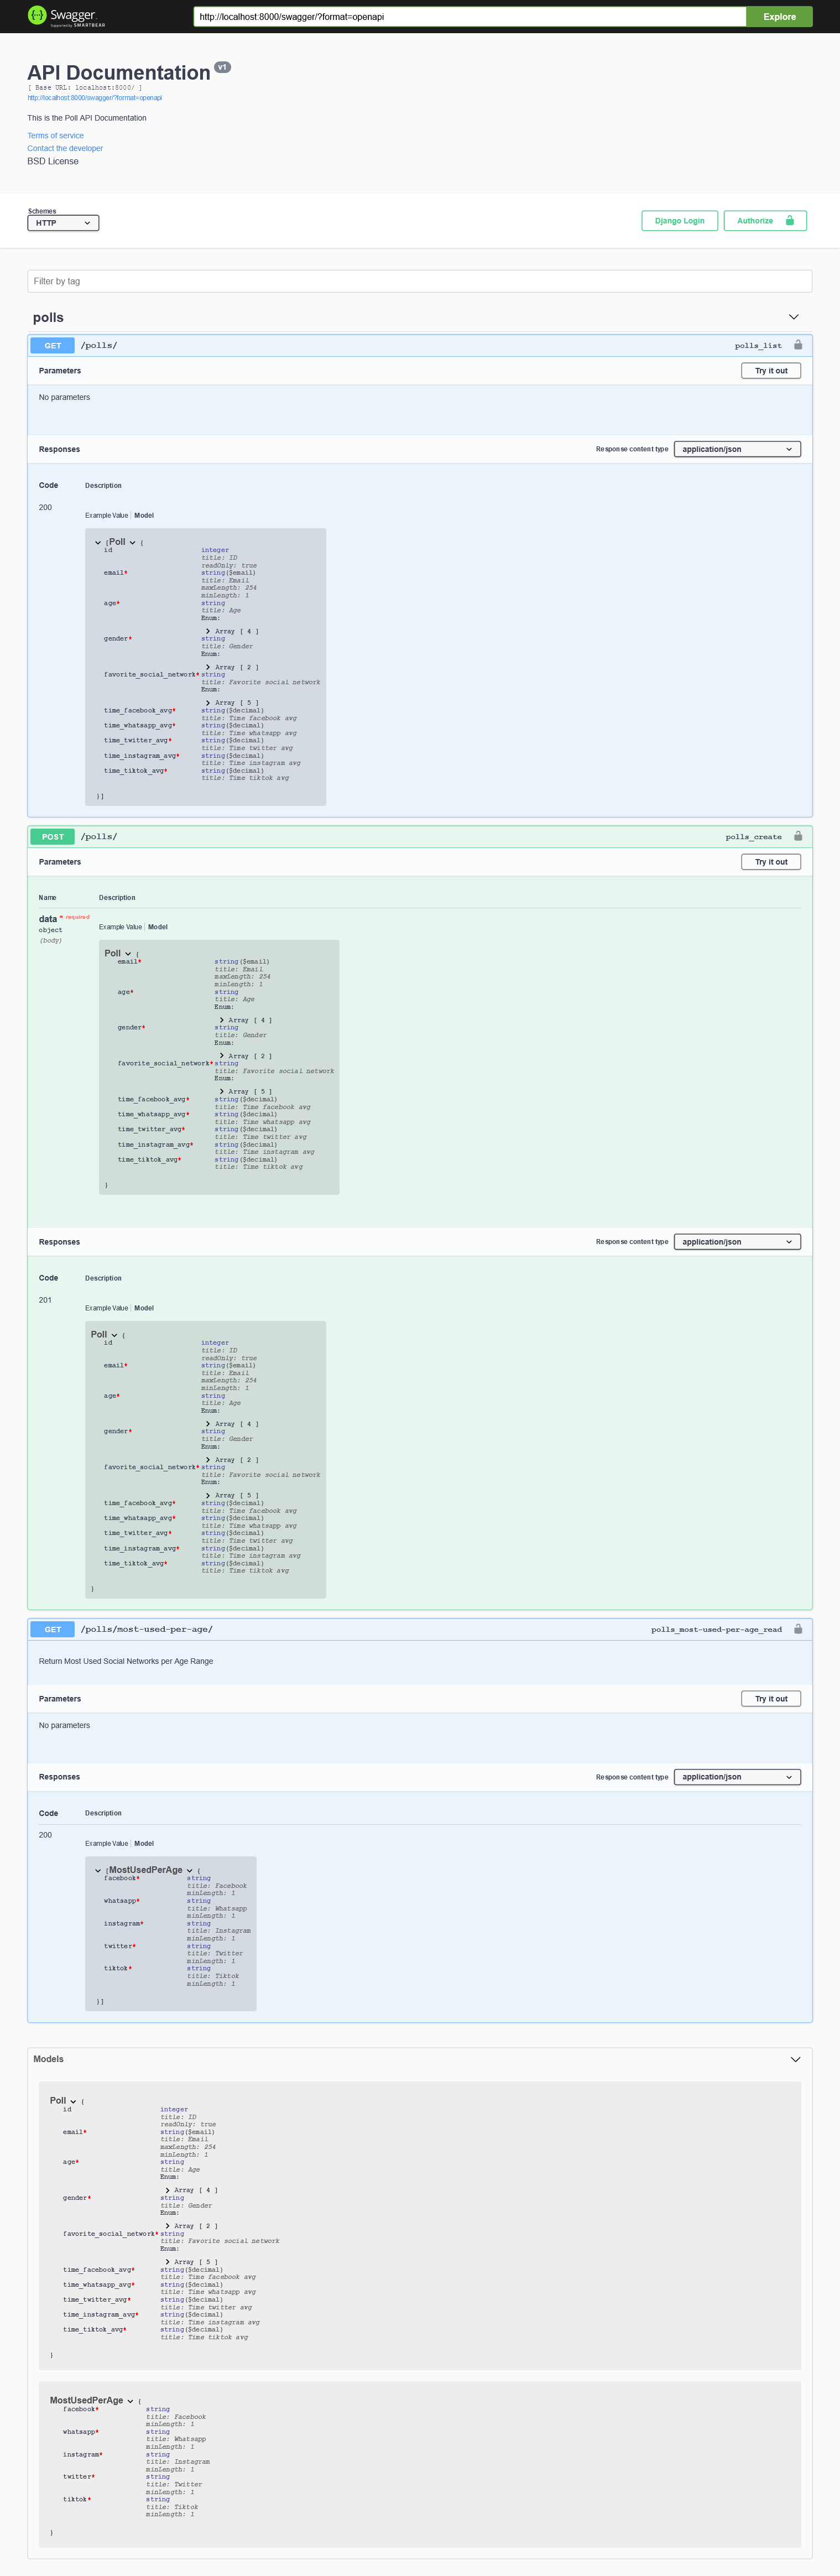 Swagger
Supported by SMARTBEAR
http://localhost:8000/swagger/?format=openapi
Explore
API Documentation v1
[ Base URL: localhost:8000/ ]
http://localhost:8000/swagger/?format=openapi
This is the Poll API Documentation
Terms of service
Contact the developer
BSD License
Schemes
HTTP
Django Login
Authorize
Filter by tag
polls
GET /polls/ polls_list
Parameters Try it out
No parameters
Responses Response content type application/json
Code Description
200
Example Value Model
[Poll {
id integer
title: ID
readOnly: true
email* string($email)
title: Email
maxLength: 254
minLength: 1
age* string
title: Age
Enum:
Array [ 4 ]
gender* string
title: Gender
Enum:
Array [ 2 ]
favorite_social_network* string
title: Favorite social network
Enum:
Array [ 5 ]
time_facebook_avg* string($decimal)
title: Time facebook avg
time_whatsapp_avg* string($decimal)
title: Time whatsapp avg
time_twitter_avg* string($decimal)
title: Time twitter avg
time_instagram_avg* string($decimal)
title: Time instagram avg
time_tiktok_avg* string($decimal)
title: Time tiktok avg
}]
POST /polls/ polls_create
Parameters Try it out
Name Description
data * required
object
(body)
Example Value Model
Poll {
email* string($email)
title: Email
maxLength: 254
minLength: 1
age* string
title: Age
Enum:
Array [ 4 ]
gender* string
title: Gender
Enum:
Array [ 2 ]
favorite_social_network* string
title: Favorite social network
Enum:
Array [ 5 ]
time_facebook_avg* string($decimal)
title: Time facebook avg
time_whatsapp_avg* string($decimal)
title: Time whatsapp avg
time_twitter_avg* string($decimal)
title: Time twitter avg
time_instagram_avg* string($decimal)
title: Time instagram avg
time_tiktok_avg* string($decimal)
title: Time tiktok avg
}
Responses Response content type application/json
Code Description
201
Example Value Model
Poll {
id integer
title: ID
readOnly: true
email* string($email)
title: Email
maxLength: 254
minLength: 1
age* string
title: Age
Enum:
Array [ 4 ]
gender* string
title: Gender
Enum:
Array [ 2 ]
favorite_social_network* string
title: Favorite social network
Enum:
Array [ 5 ]
time_facebook_avg* string($decimal)
title: Time facebook avg
time_whatsapp_avg* string($decimal)
title: Time whatsapp avg
time_twitter_avg* string($decimal)
title: Time twitter avg
time_instagram_avg* string($decimal)
title: Time instagram avg
time_tiktok_avg* string($decimal)
title: Time tiktok avg
}
GET /polls/most-used-per-age/ polls_most-used-per-age_read
Return Most Used Social Networks per Age Range
Parameters Try it out
No parameters
Responses Response content type application/json
Code Description
200
Example Value Model
[MostUsedPerAge {
facebook* string
title: Facebook
minLength: 1
whatsapp* string
title: Whatsapp
minLength: 1
instagram* string
title: Instagram
minLength: 1
twitter* string
title: Twitter
minLength: 1
tiktok* string
title: Tiktok
minLength: 1
}]
Models
Poll {
id integer
title: ID
readOnly: true
email* string($email)
title: Email
maxLength: 254
minLength: 1
age* string
title: Age
Enum:
Array [ 4 ]
gender* string
title: Gender
Enum:
Array [ 2 ]
favorite_social_network* string
title: Favorite social network
Enum:
Array [ 5 ]
time_facebook_avg* string($decimal)
title: Time facebook avg
time_whatsapp_avg* string($decimal)
title: Time whatsapp avg
time_twitter_avg* string($decimal)
title: Time twitter avg
time_instagram_avg* string($decimal)
title: Time instagram avg
time_tiktok_avg* string($decimal)
title: Time tiktok avg
}
MostUsedPerAge {
facebook* string
title: Facebook
minLength: 1
whatsapp* string
title: Whatsapp
minLength: 1
instagram* string
title: Instagram
minLength: 1
twitter* string
title: Twitter
minLength: 1
tiktok* string
title: Tiktok
minLength: 1
}